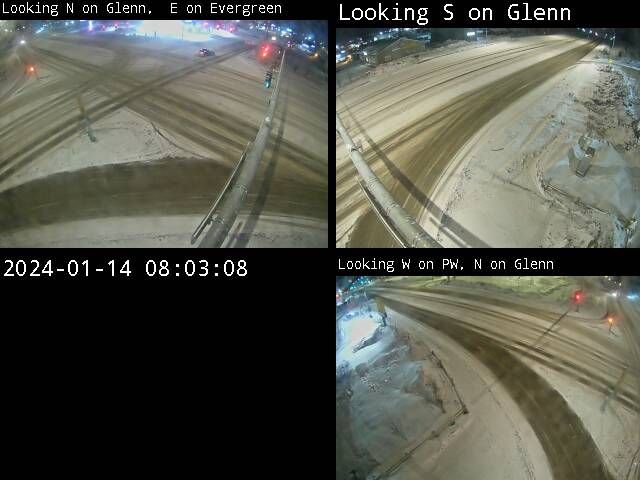 Looking N on Glenn,  E on Evergreen
Looking S on Glenn
2024-01-14 08:03:08
Looking W on PW, N on Glenn